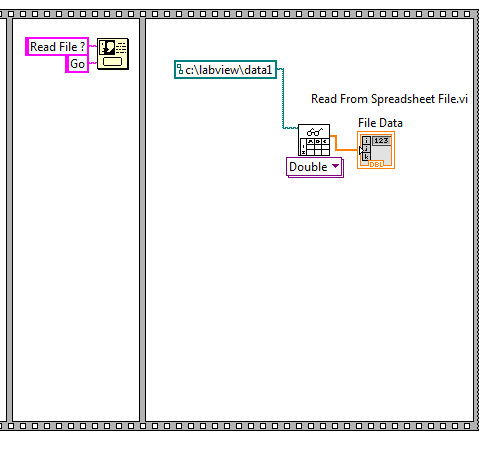 Read File ?
Go
c:\labview\data1
Read From Spreadsheet File.vi
File Data
123
DBL
Double